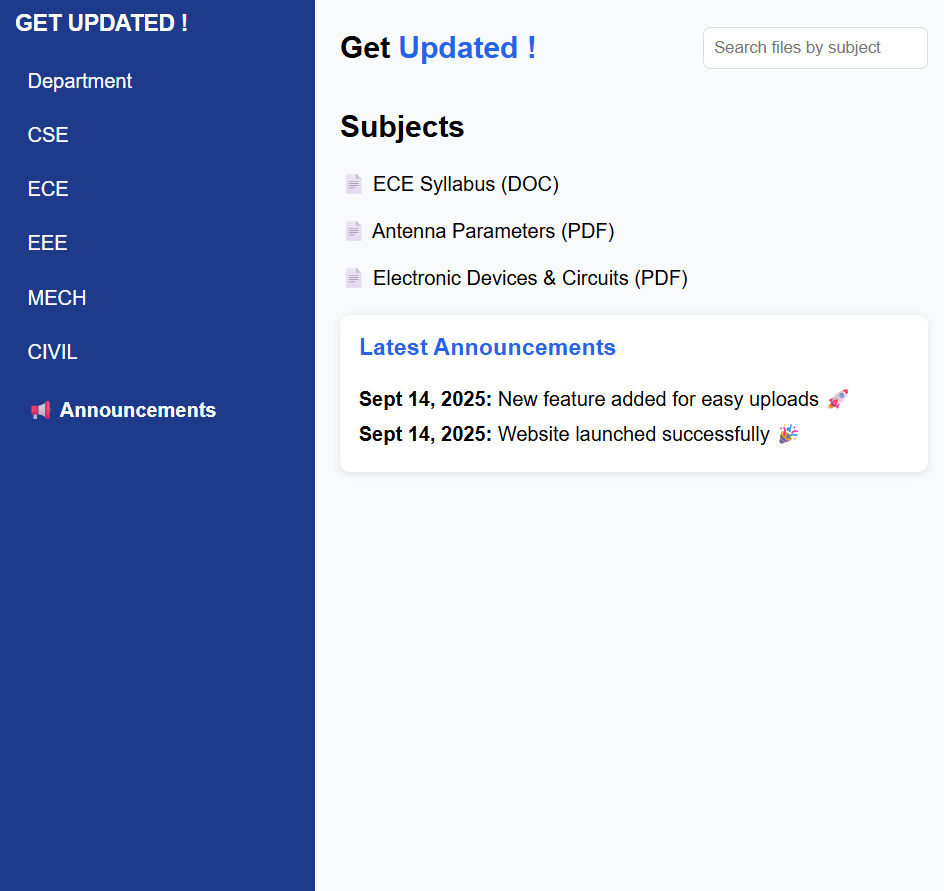 GET UPDATED !
Department
CSE
ECE
EEE
MECH
CIVIL
📢 Announcements
Get Updated !
Search files by subject
Subjects
📄 ECE Syllabus (DOC)
📄 Antenna Parameters (PDF)
📄 Electronic Devices & Circuits (PDF)
Latest Announcements
Sept 14, 2025: New feature added for easy uploads 🚀
Sept 14, 2025: Website launched successfully 🎉